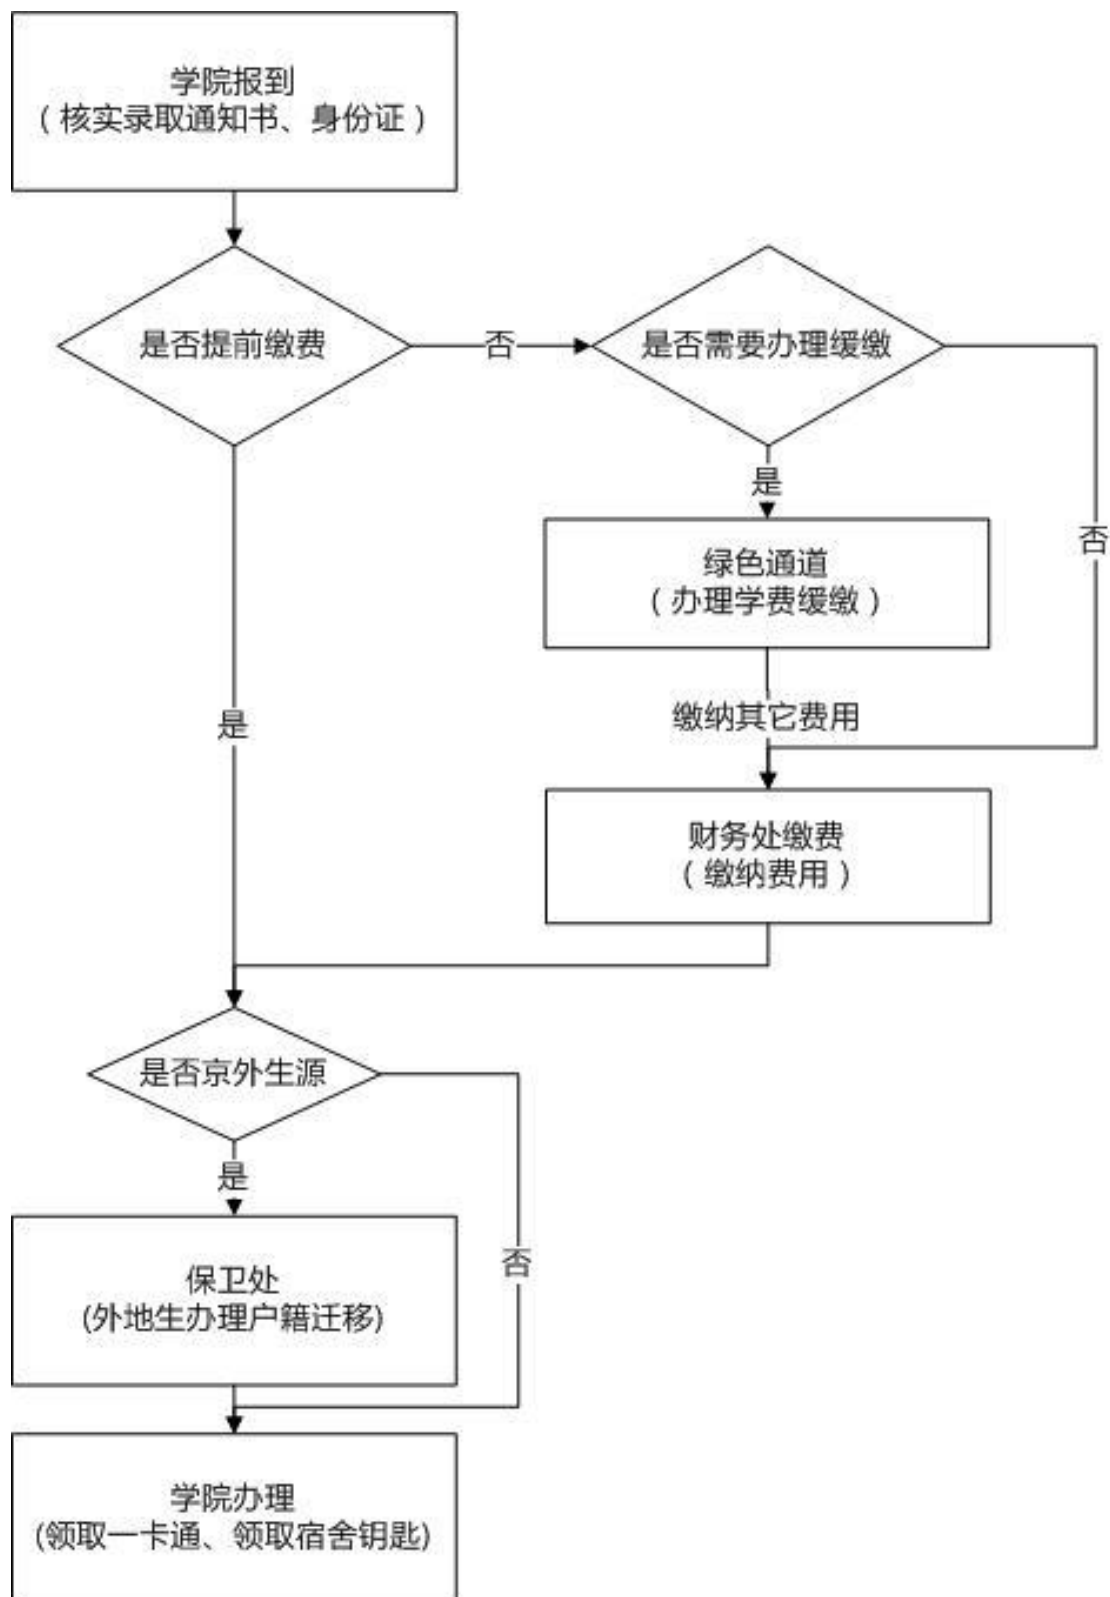 学院报到
（核实录取通知书、身份证）
是否提前缴费
否
是否需要办理缓缴
是
否
绿色通道
（办理学费缓缴）
缴纳其它费用
是
财务处缴费
（缴纳费用）
是否京外生源
是
否
保卫处
(外地生办理户籍迁移)
学院办理
(领取一卡通、领取宿舍钥匙)